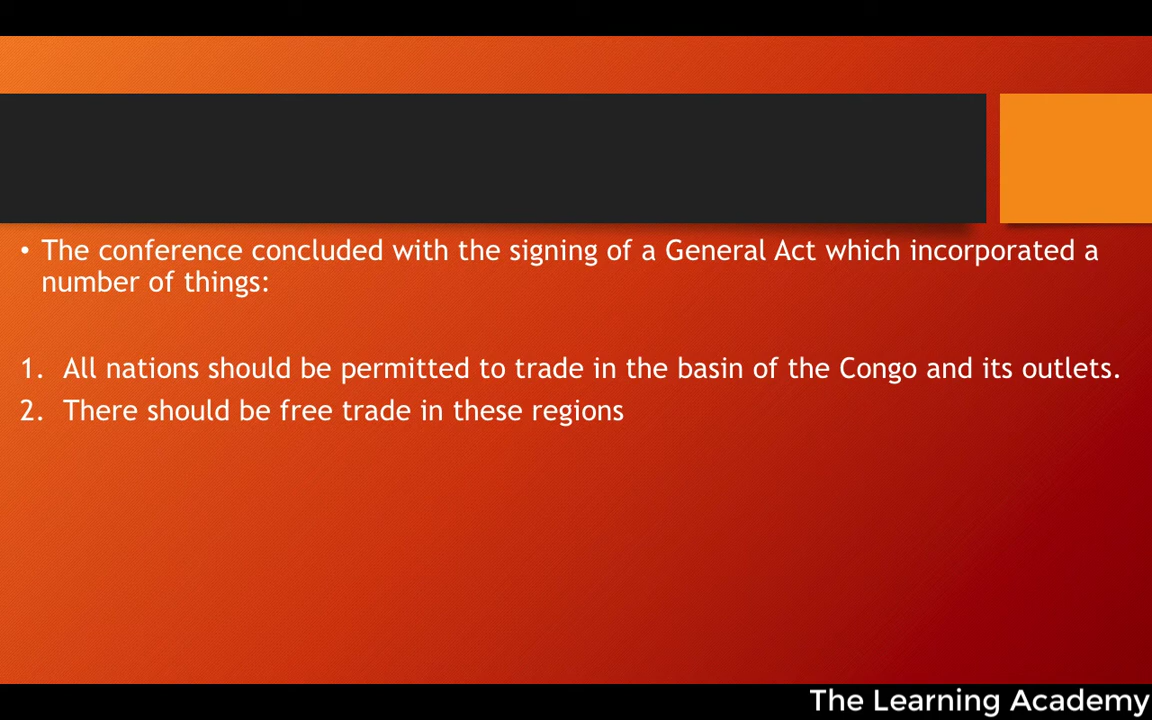 • The conference concluded with the signing of a General Act which incorporated a
number of things:
1. All nations should be permitted to trade in the basin of the Congo and its outlets.
2. There should be free trade in these regions
The Learning Academy